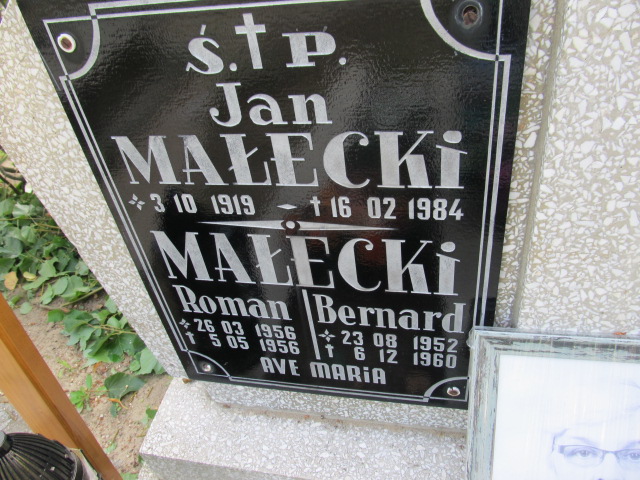 Ś. † P.
Jan
MAŁECKi
✧ 3 10 1919 – † 16 02 1984
MAŁECKi
Roman
✧ 26 03 1956
† 5 05 1956
Bernard
✧ 23 08 1952
† 6 12 1960
AVE MARiA